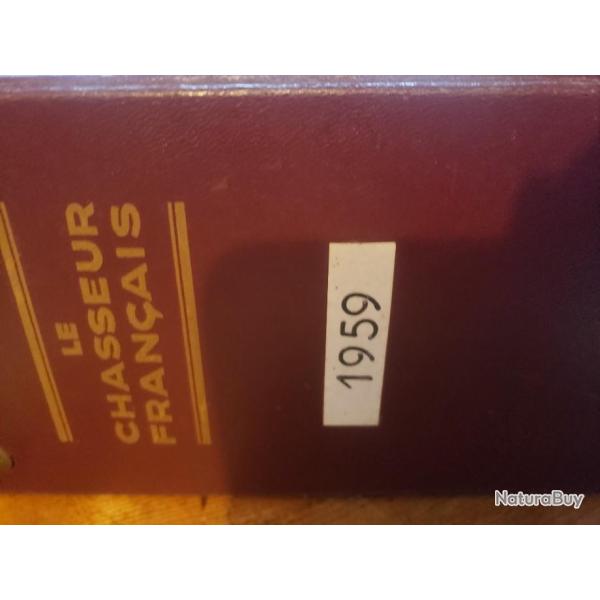 LE
CHASSEUR
FRANÇAIS
1959
NaturaBuy